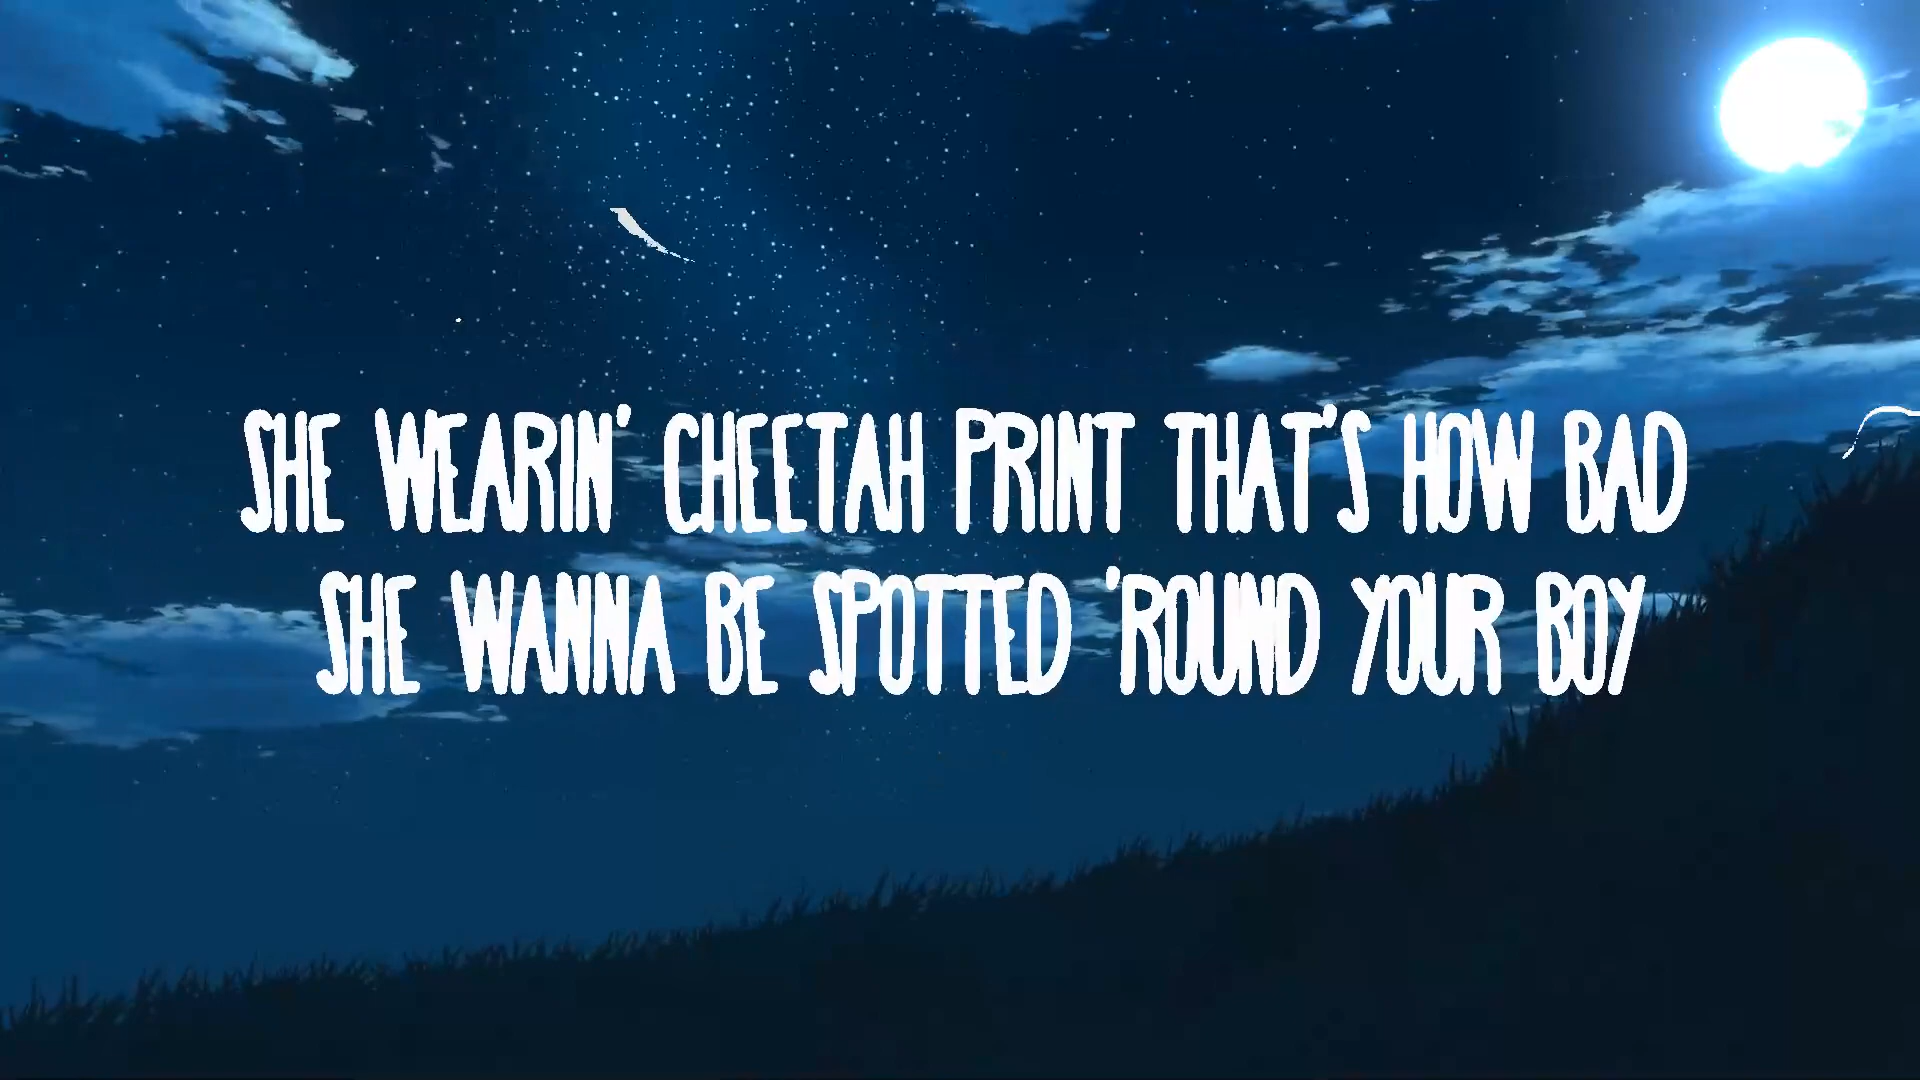 SHE WEARIN' CHEETAH PRINT THAT'S HOW BAD
SHE WANNA BE SPOTTED 'ROUND YOUR BOY